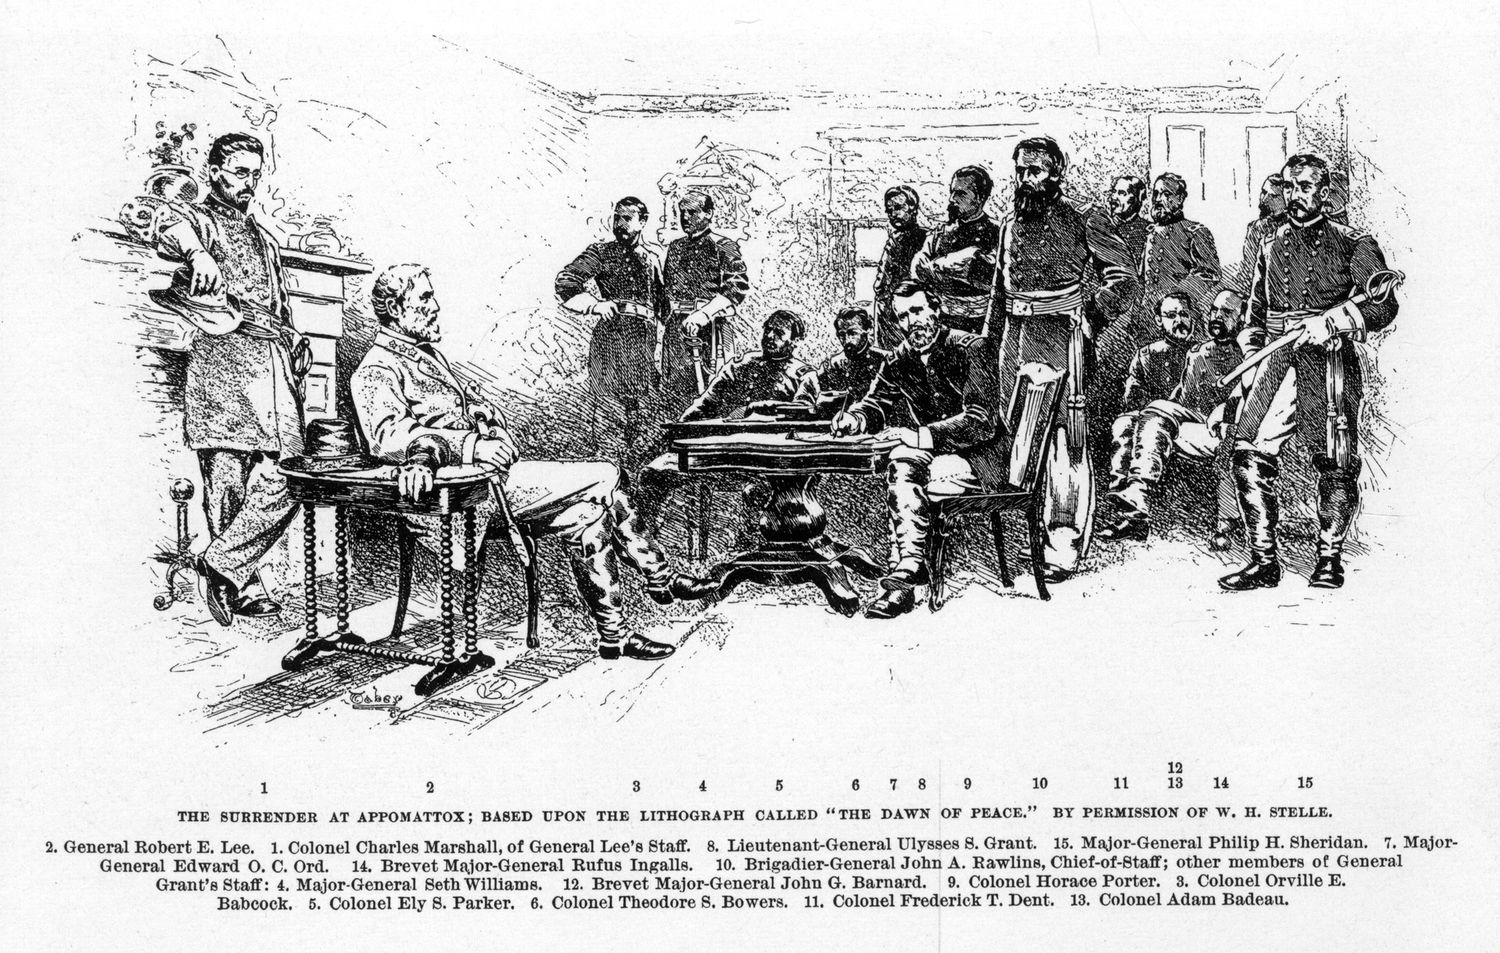 Tabey
1 2 3 4 5 6 7 8 9 10 11 12 13 14 15
THE SURRENDER AT APPOMATTOX; BASED UPON THE LITHOGRAPH CALLED "THE DAWN OF PEACE." BY PERMISSION OF W. H. STELLE.
2. General Robert E. Lee. 1. Colonel Charles Marshall, of General Lee's Staff. 8. Lieutenant-General Ulysses S. Grant. 15. Major-General Philip H. Sheridan. 7. Major-
General Edward O. C. Ord. 14. Brevet Major-General Rufus Ingalls. 10. Brigadier-General John A. Rawlins, Chief-of-Staff; other members of General
Grant's Staff: 4. Major-General Seth Williams. 12. Brevet Major-General John G. Barnard. 9. Colonel Horace Porter. 3. Colonel Orville E.
Babcock. 5. Colonel Ely S. Parker. 6. Colonel Theodore S. Bowers. 11. Colonel Frederick T. Dent. 13. Colonel Adam Badeau.